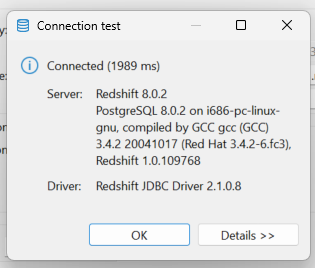 Connection test
Connected (1989 ms)
Server: Redshift 8.0.2
PostgreSQL 8.0.2 on i686-pc-linux-
gnu, compiled by GCC gcc (GCC)
3.4.2 20041017 (Red Hat 3.4.2-6.fc3),
Redshift 1.0.109768
Driver: Redshift JDBC Driver 2.1.0.8
OK
Details >>